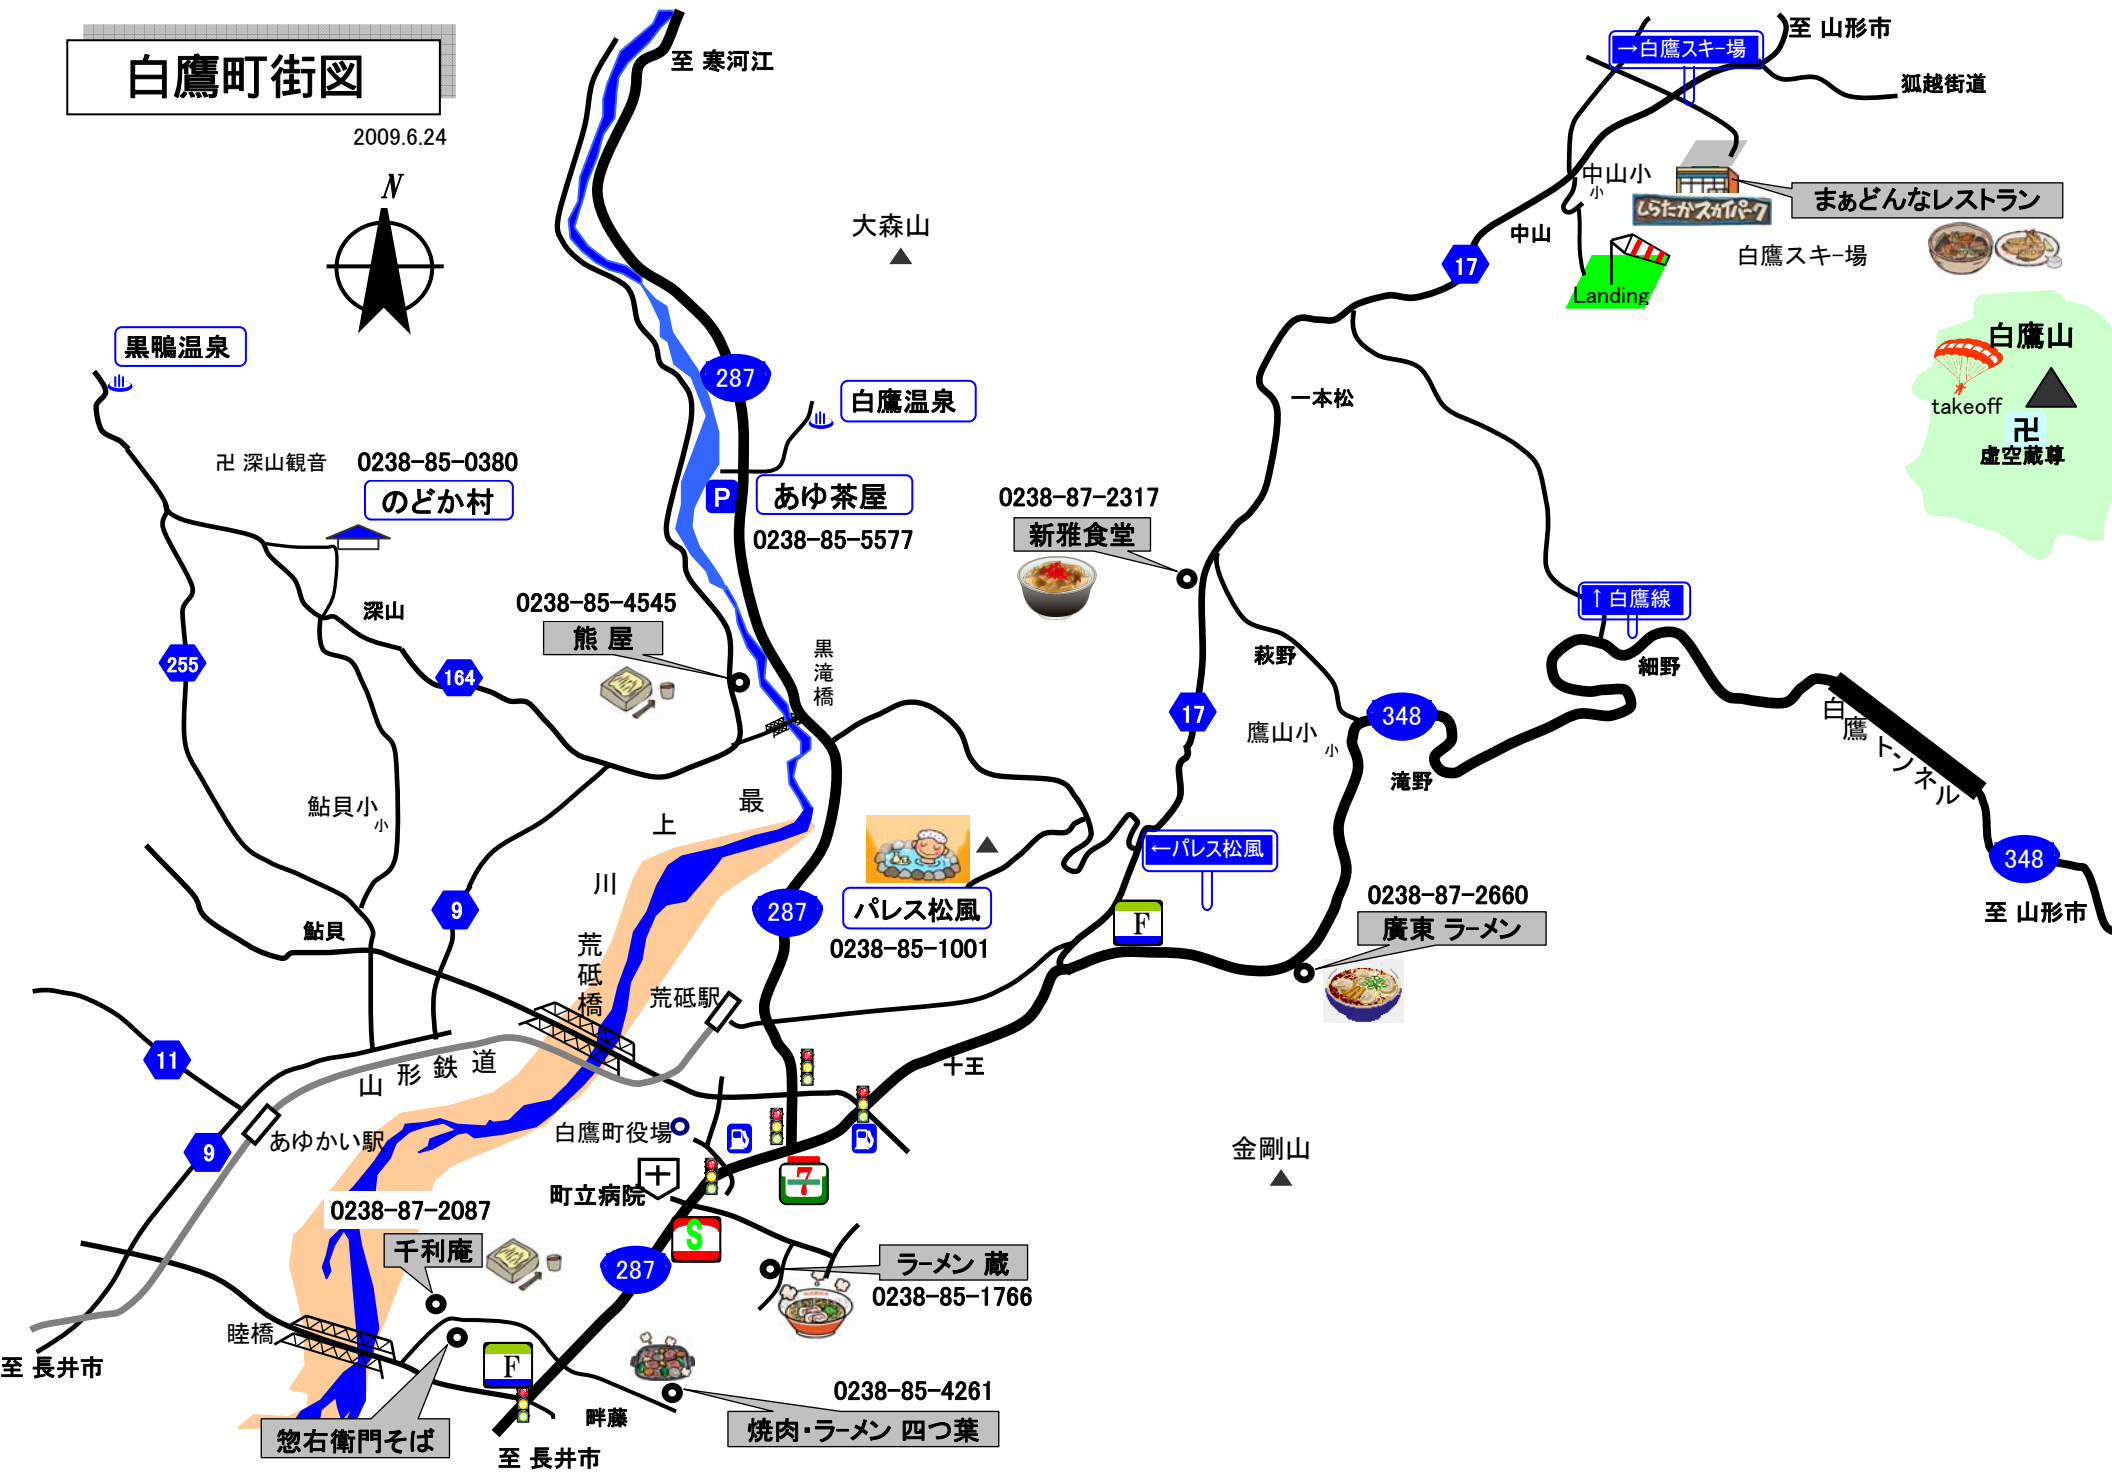 白鷹町街図
2009.6.24
N
至 寒河江
→白鷹スキー場
至 山形市
狐越街道
中山小
小
まぁどんなレストラン
しらたかスカイパーク
中山
白鷹スキー場
17
Landing
大森山
白鷹山
takeoff
卍
虚空蔵尊
黒鴨温泉
287
白鷹温泉
一本松
卍 深山観音
0238-85-0380
のどか村
P
あゆ茶屋
0238-85-5577
0238-87-2317
新雅食堂
深山
0238-85-4545
熊 屋
黒滝橋
255
164
↑白鷹線
細野
萩野
17
鷹山小
小
348
滝野
白鷹トンネル
348
至 山形市
鮎貝小
小
最上川
パレス松風
0238-85-1001
←パレス松風
287
9
鮎貝
荒砥橋
荒砥駅
F
0238-87-2660
廣東 ラーメン
11
山形鉄道
十王
9
あゆかい駅
白鷹町役場
町立病院
7
S
金剛山
0238-87-2087
千利庵
287
ラーメン 蔵
0238-85-1766
睦橋
至 長井市
F
0238-85-4261
焼肉・ラーメン 四つ葉
畔藤
惣右衛門そば
至 長井市